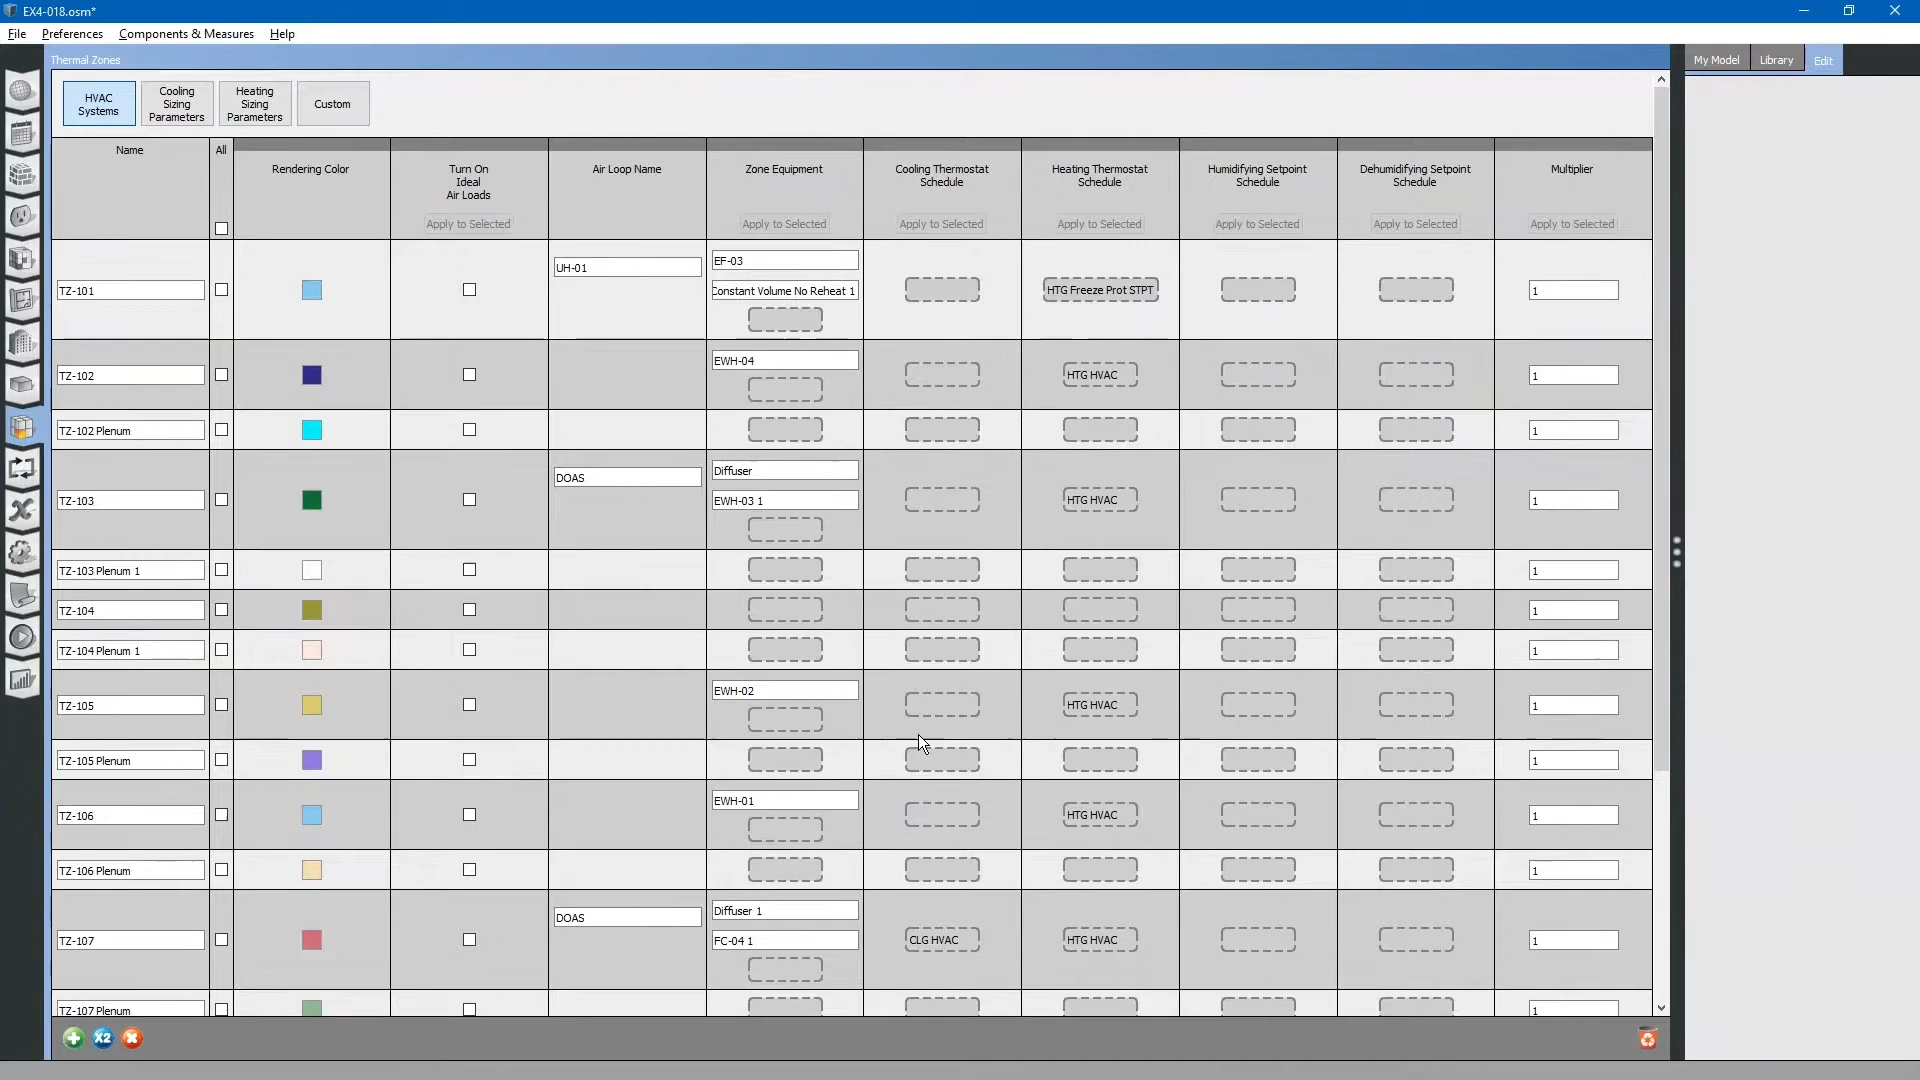 EX4-018.osm*
File Preferences Components & Measures Help
Thermal Zones
My Model Library Edit
HVAC Systems
Cooling Sizing Parameters
Heating Sizing Parameters
Custom
Name All
Rendering Color
Turn On Ideal Air Loads
Air Loop Name
Zone Equipment
Cooling Thermostat Schedule
Heating Thermostat Schedule
Humidifying Setpoint Schedule
Dehumidifying Setpoint Schedule
Multiplier
Apply to Selected Apply to Selected Apply to Selected Apply to Selected Apply to Selected Apply to Selected Apply to Selected
UH-01 EF-03
TZ-101 Constant Volume No Reheat 1 HTG Freeze Prot STPT 1
EWH-04
TZ-102 HTG HVAC 1
TZ-102 Plenum 1
DOAS Diffuser
TZ-103 EWH-03 1 HTG HVAC 1
TZ-103 Plenum 1 1
TZ-104 1
TZ-104 Plenum 1 1
EWH-02
TZ-105 HTG HVAC 1
TZ-105 Plenum 1
EWH-01
TZ-106 HTG HVAC 1
TZ-106 Plenum 1
DOAS Diffuser 1
TZ-107 FC-04 1 CLG HVAC HTG HVAC 1
TZ-107 Plenum 1
X2